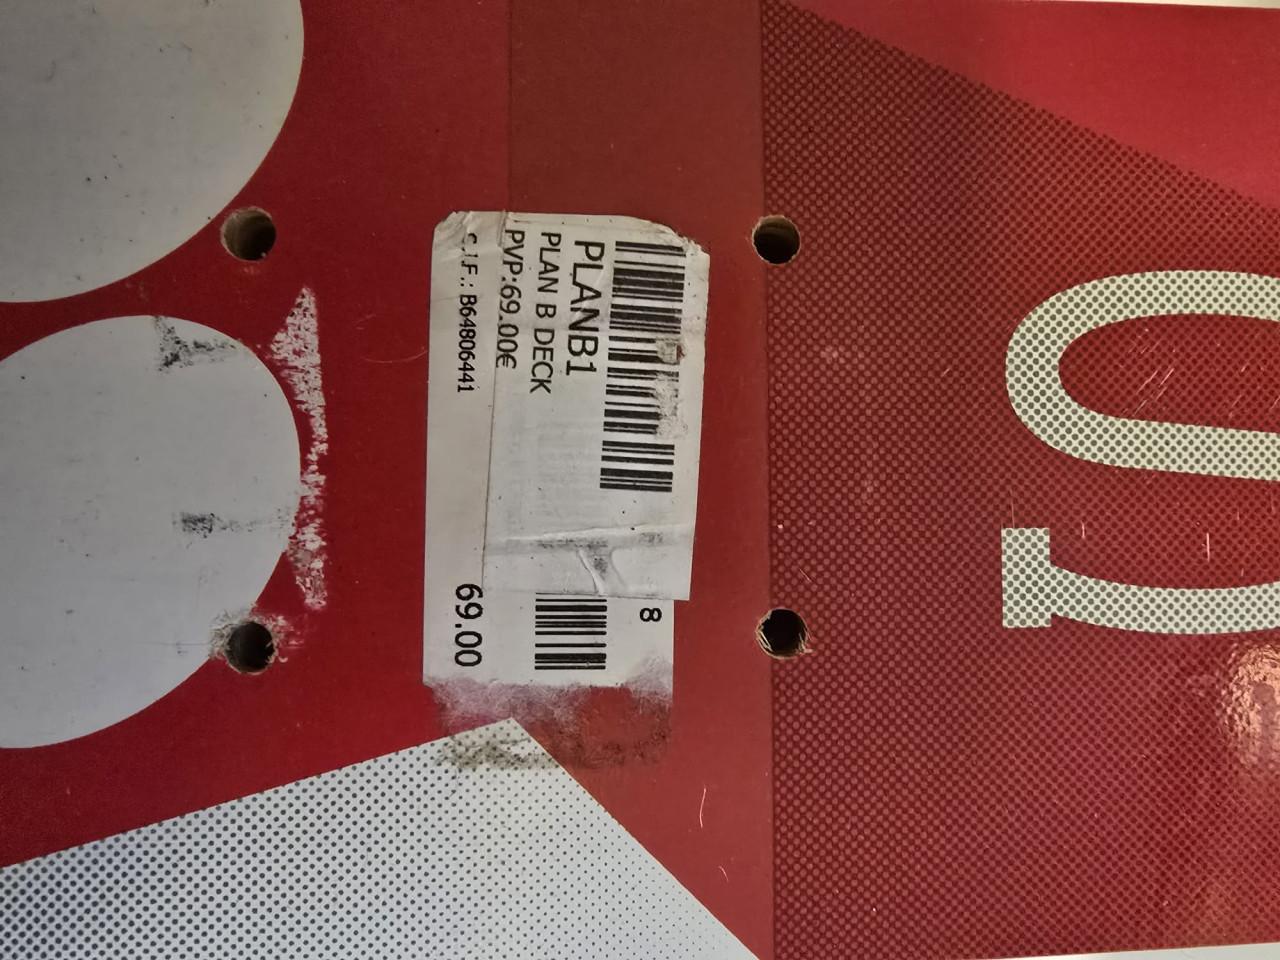 PLANB1
PLAN B DECK
PVP:69.00€
C.I.F.: B64806441
8
69.00